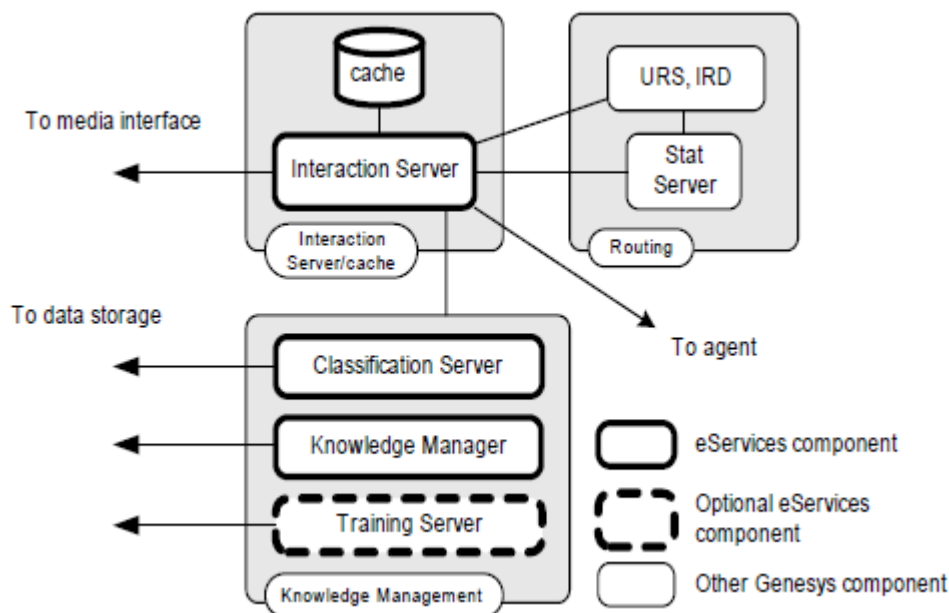 cache
URS, IRD
To media interface
Interaction Server
Stat
Server
Interaction
Server/cache
Routing
To data storage
To agent
Classification Server
Knowledge Manager
eServices component
Training Server
Optional eServices
component
Knowledge Management
Other Genesys component